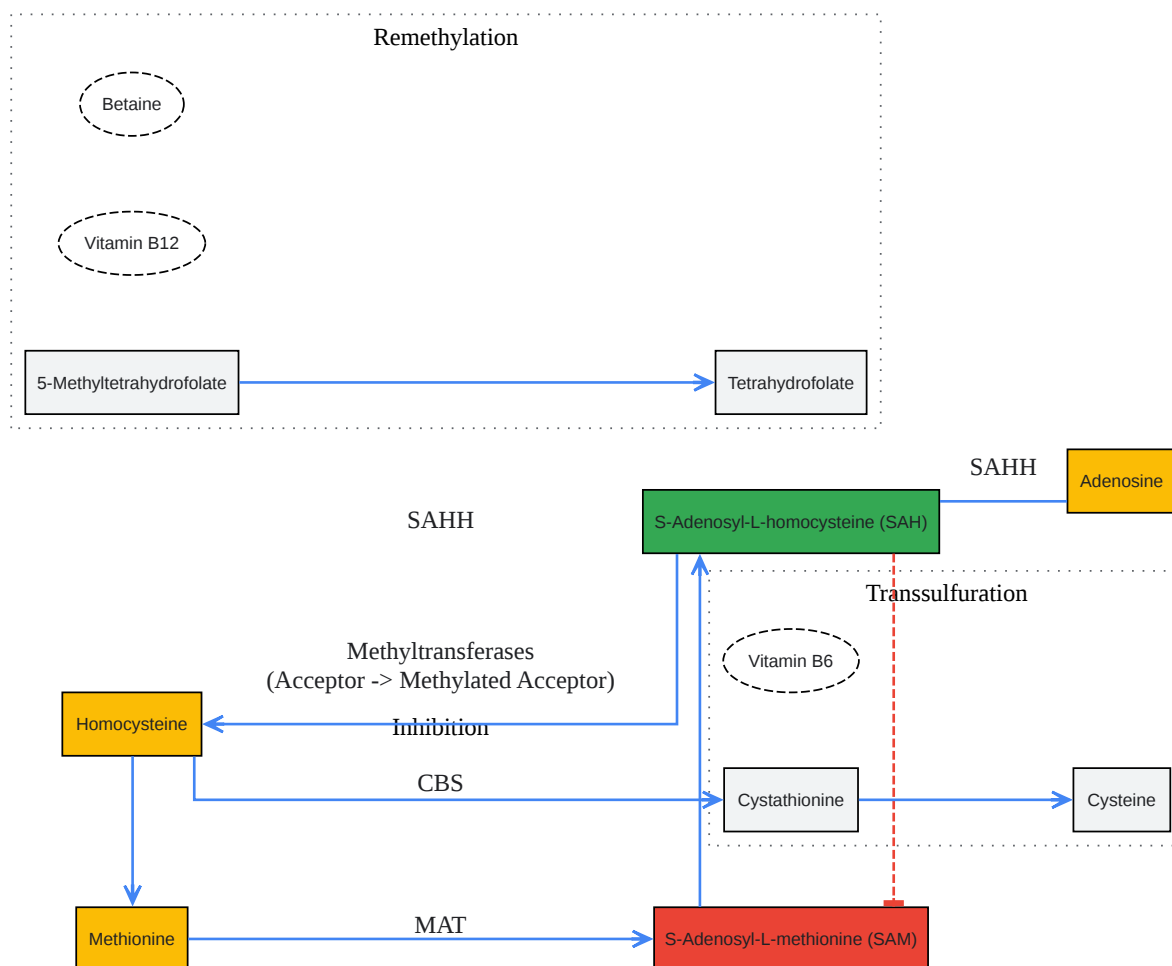 Remethylation
Betaine
Vitamin B12
5-Methyltetrahydrofolate
Tetrahydrofolate
SAHH
Adenosine
SAHH
S-Adenosyl-L-homocysteine (SAH)
Transsulfuration
Methyltransferases
(Acceptor -> Methylated Acceptor)
Vitamin B6
Homocysteine
Inhibition
CBS
Cystathionine
Cysteine
Methionine
MAT
S-Adenosyl-L-methionine (SAM)